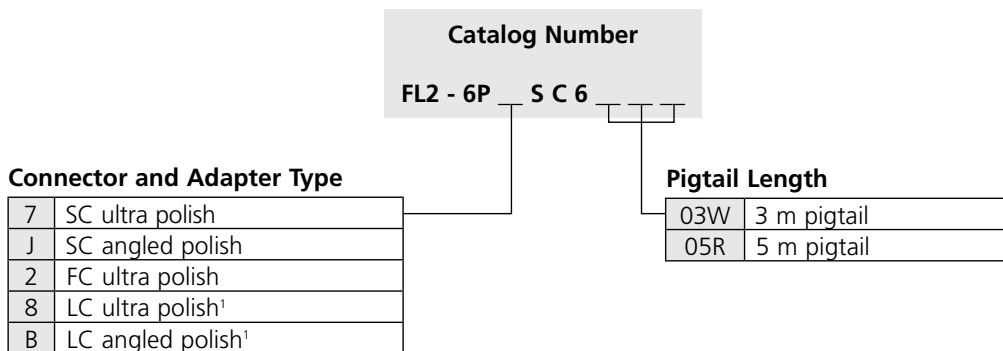 Catalog Number
FL2 - 6P __ S C 6 __ __ __
Connector and Adapter Type
7 SC ultra polish
J SC angled polish
2 FC ultra polish
8 LC ultra polish¹
B LC angled polish¹
Pigtail Length
03W 3 m pigtail
05R 5 m pigtail